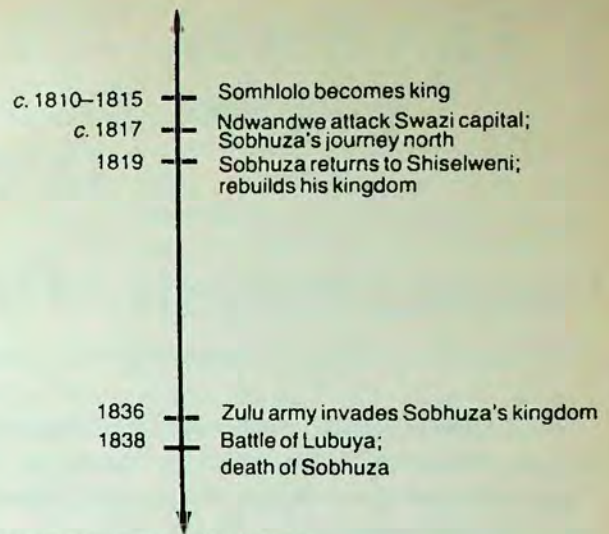 c. 1810–1815 Somhlolo becomes king
c. 1817 Ndwandwe attack Swazi capital;
Sobhuza's journey north
1819 Sobhuza returns to Shiselweni;
rebuilds his kingdom
1836 Zulu army invades Sobhuza's kingdom
1838 Battle of Lubuya;
death of Sobhuza